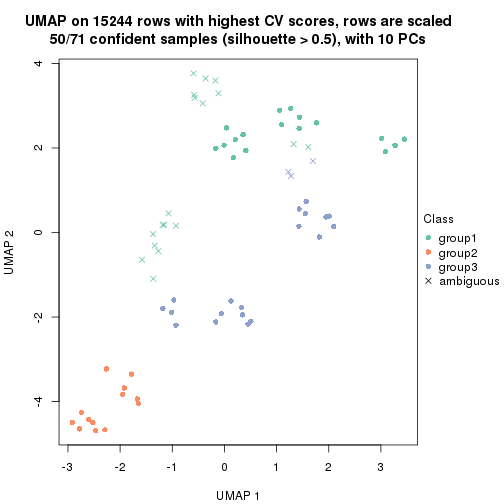 UMAP on 15244 rows with highest CV scores, rows are scaled
50/71 confident samples (silhouette > 0.5), with 10 PCs
UMAP 2
4
2
0
-2
-4
-3
-2
-1
0
1
2
3
UMAP 1
Class
group1
group2
group3
ambiguous